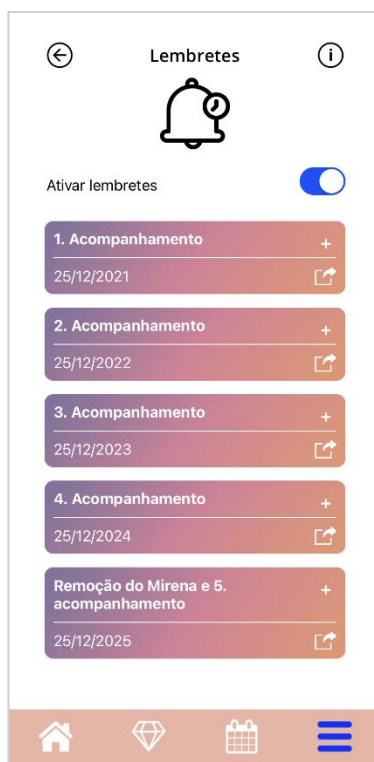 Lembretes
Ativar lembretes
1. Acompanhamento
25/12/2021
2. Acompanhamento
25/12/2022
3. Acompanhamento
25/12/2023
4. Acompanhamento
25/12/2024
Remoção do Mirena e 5.
acompanhamento
25/12/2025